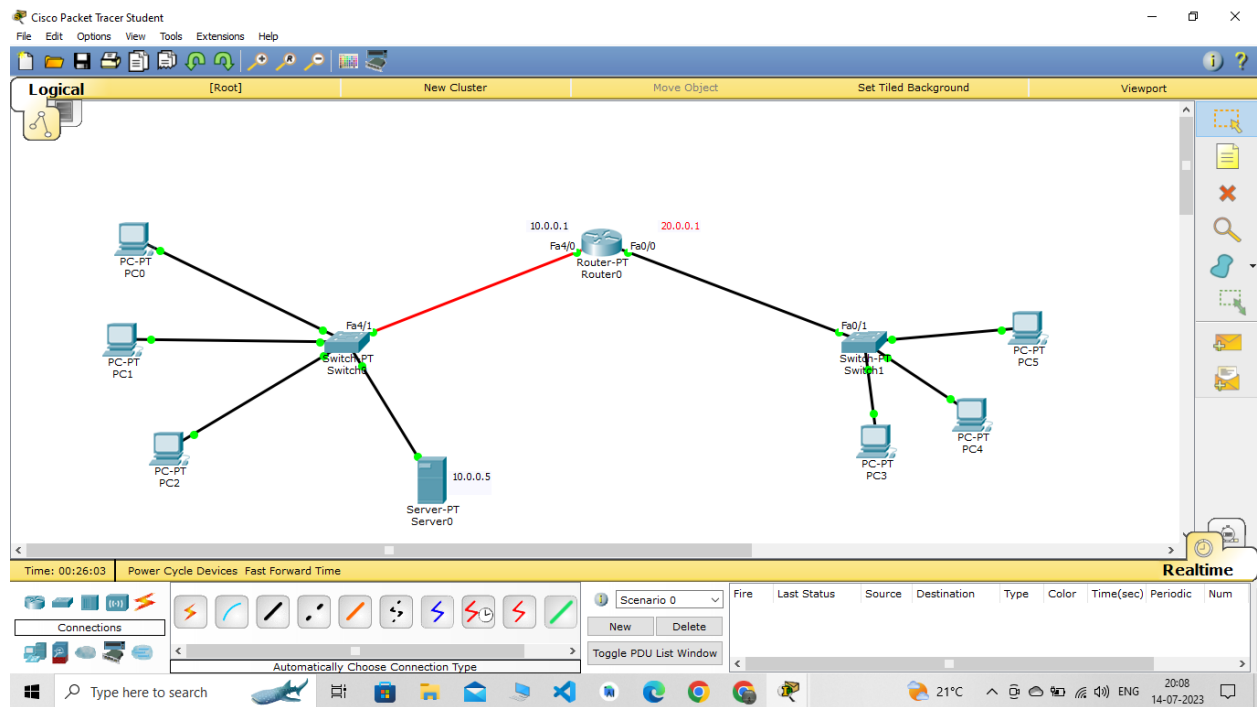 Cisco Packet Tracer Student
File Edit Options View Tools Extensions Help
Logical [Root] New Cluster Move Object Set Tiled Background Viewport
10.0.0.1 20.0.0.1
Fa4/0 Fa0/0
Router-PT
Router0
PC-PT
PC0
Fa4/1
Switch-PT
Switch0
Fa0/1
Switch-PT
Switch1
PC-PT
PC1
PC-PT
PC5
PC-PT
PC2
PC-PT
PC4
PC-PT
PC3
10.0.0.5
Server-PT
Server0
Time: 00:26:03 Power Cycle Devices Fast Forward Time Realtime
Connections
Automatically Choose Connection Type
Scenario 0
New Delete
Toggle PDU List Window
Fire Last Status Source Destination Type Color Time(sec) Periodic Num
Type here to search
21°C ENG
20:08
14-07-2023